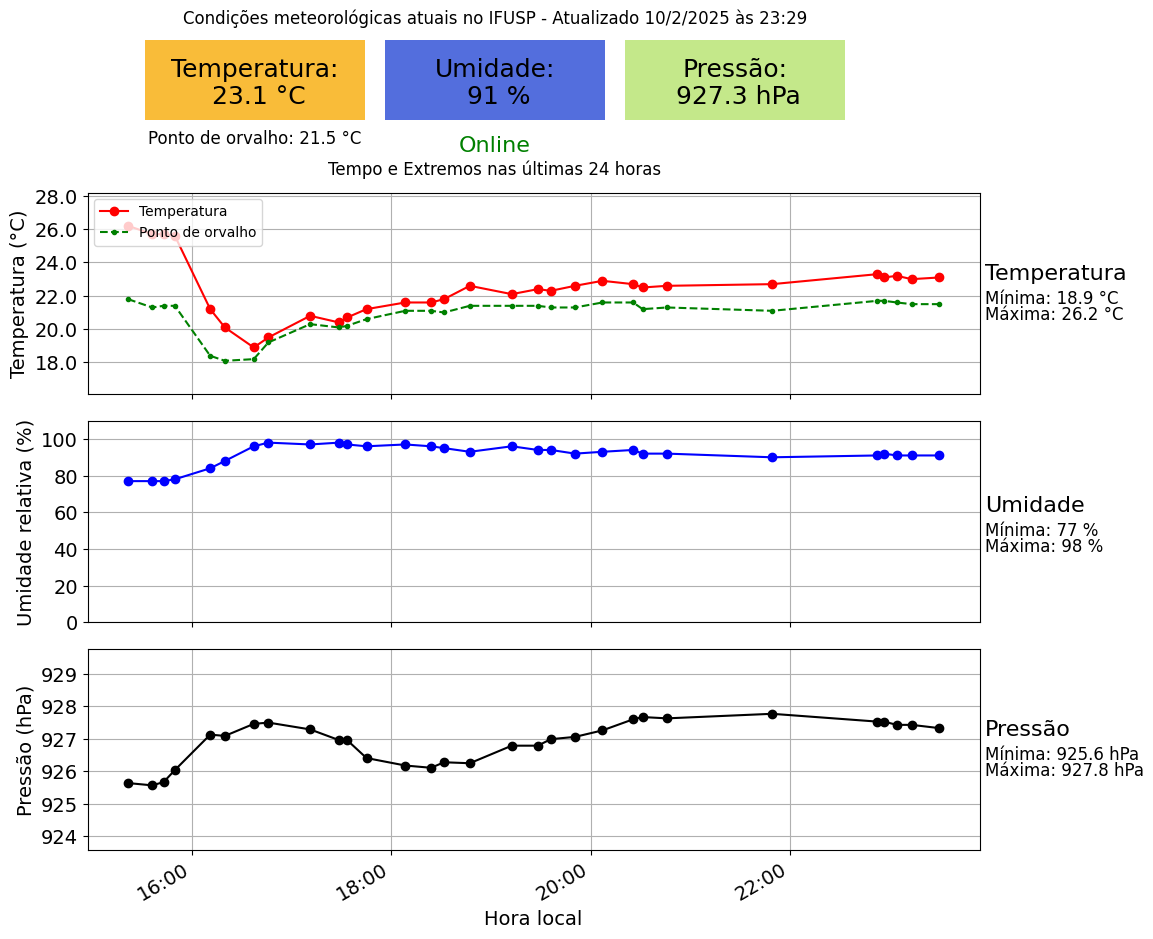 Condições meteorológicas atuais no IFUSP - Atualizado 10/2/2025 às 23:29
Temperatura:
23.1 °C
Umidade:
91 %
Pressão:
927.3 hPa
Ponto de orvalho: 21.5 °C
Online
Tempo e Extremos nas últimas 24 horas
Temperatura (°C)
28.0
26.0
24.0
22.0
20.0
18.0
Temperatura
Ponto de orvalho
Temperatura
Mínima: 18.9 °C
Máxima: 26.2 °C
Umidade relativa (%)
100
80
60
40
20
0
Umidade
Mínima: 77 %
Máxima: 98 %
Pressão (hPa)
929
928
927
926
925
924
Pressão
Mínima: 925.6 hPa
Máxima: 927.8 hPa
16:00
18:00
20:00
22:00
Hora local